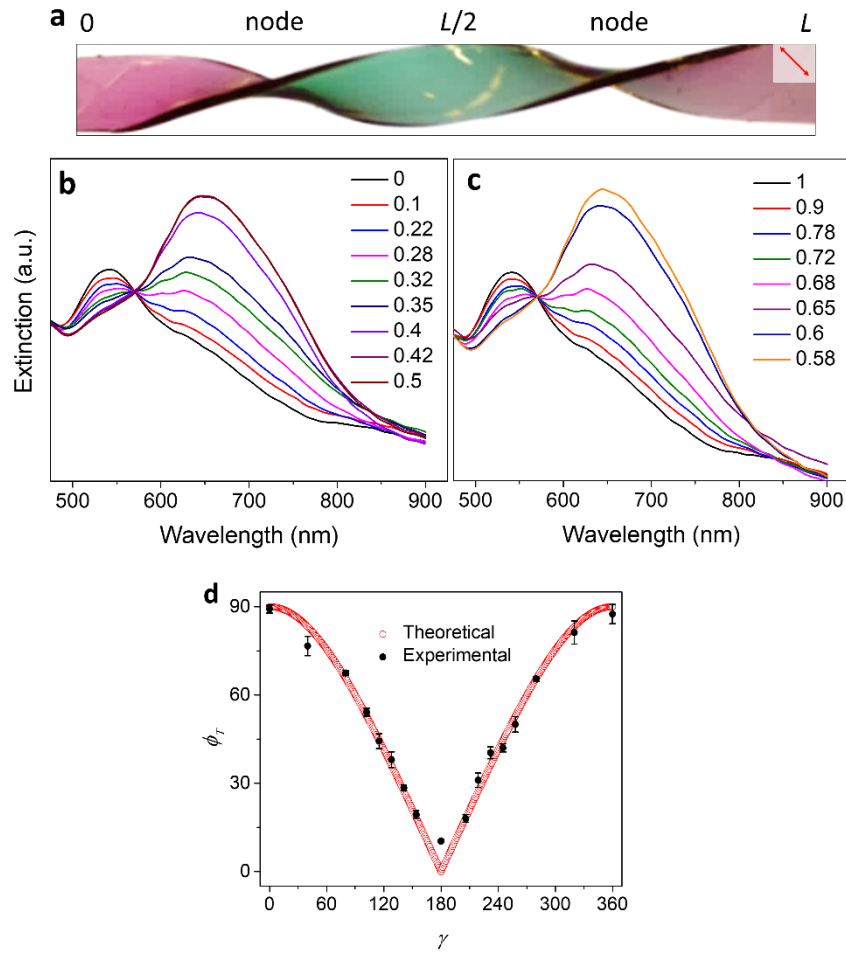 a
0 node L/2 node L
b
0
0.1
0.22
0.28
0.32
0.35
0.4
0.42
0.5
Extinction (a.u.)
500 600 700 800 900
Wavelength (nm)
c
1
0.9
0.78
0.72
0.68
0.65
0.6
0.58
500 600 700 800 900
Wavelength (nm)
d
90
60
30
0
ϕT
Theoretical
Experimental
0 60 120 180 240 300 360
γ